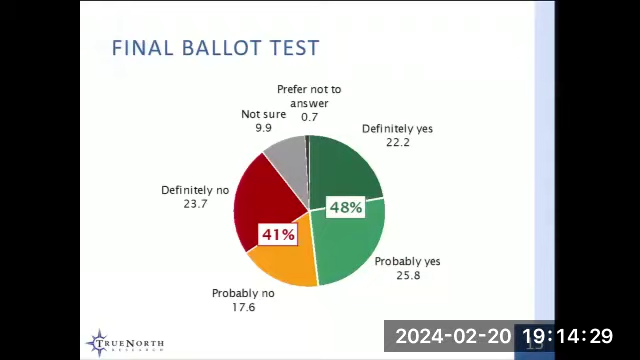 FINAL BALLOT TEST
Prefer not to
answer
0.7
Not sure
9.9
Definitely yes
22.2
Definitely no
23.7
48%
41%
Probably yes
25.8
Probably no
17.6
TRUENORTH
RESEARCH
2024-02-20 19:14:29